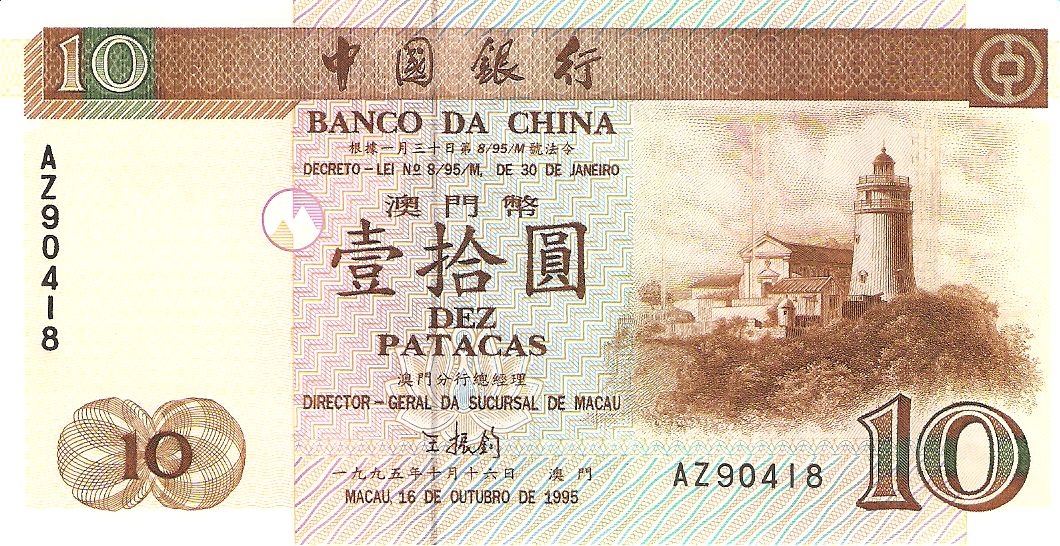 10
中國銀行
BANCO DA CHINA
根據一月三十日第 8/95/M 號法令
DECRETO-LEI Nº 8/95/M, DE 30 DE JANEIRO
AZ90418
澳門幣
壹拾圓
DEZ
PATACAS
澳門分行總經理
DIRECTOR-GERAL DA SUCURSAL DE MACAU
王振鈞
一九九五年十月十六日 澳門
MACAU, 16 DE OUTUBRO DE 1995
10
AZ90418
10